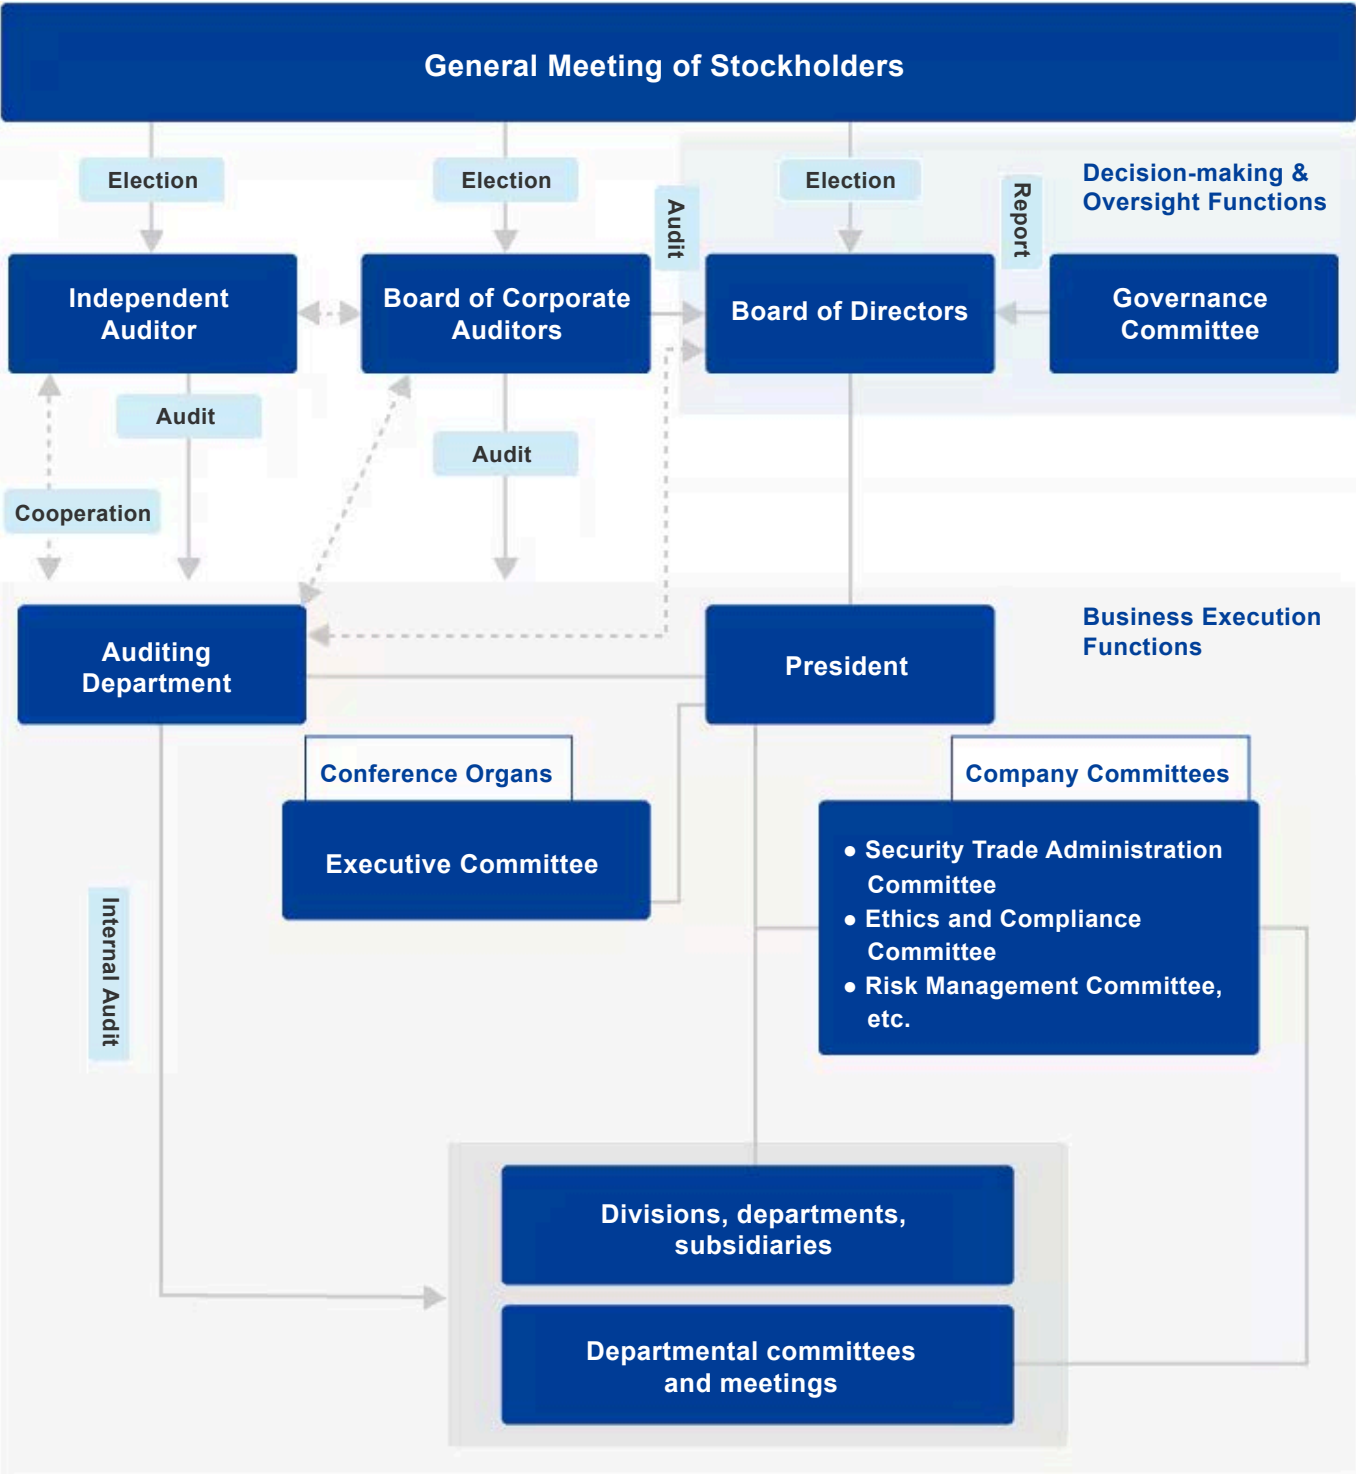 General Meeting of Stockholders
Election
Election
Election
Decision-making &
Oversight Functions
Audit
Report
Independent
Auditor
Board of Corporate
Auditors
Board of Directors
Governance
Committee
Audit
Audit
Cooperation
Auditing
Department
President
Business Execution
Functions
Conference Organs
Executive Committee
Company Committees
● Security Trade Administration
Committee
● Ethics and Compliance
Committee
● Risk Management Committee,
etc.
Internal Audit
Divisions, departments,
subsidiaries
Departmental committees
and meetings